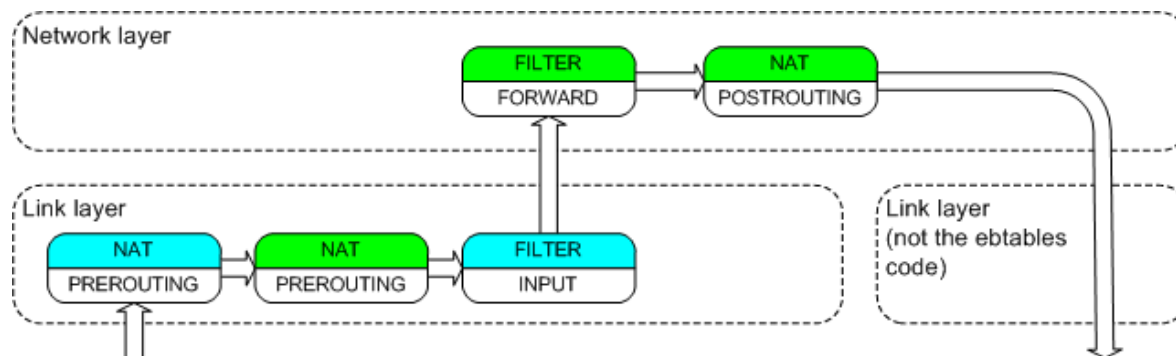 Network layer
FILTER
FORWARD
NAT
POSTROUTING
Link layer
NAT
PREROUTING
NAT
PREROUTING
FILTER
INPUT
Link layer
(not the ebtables
code)